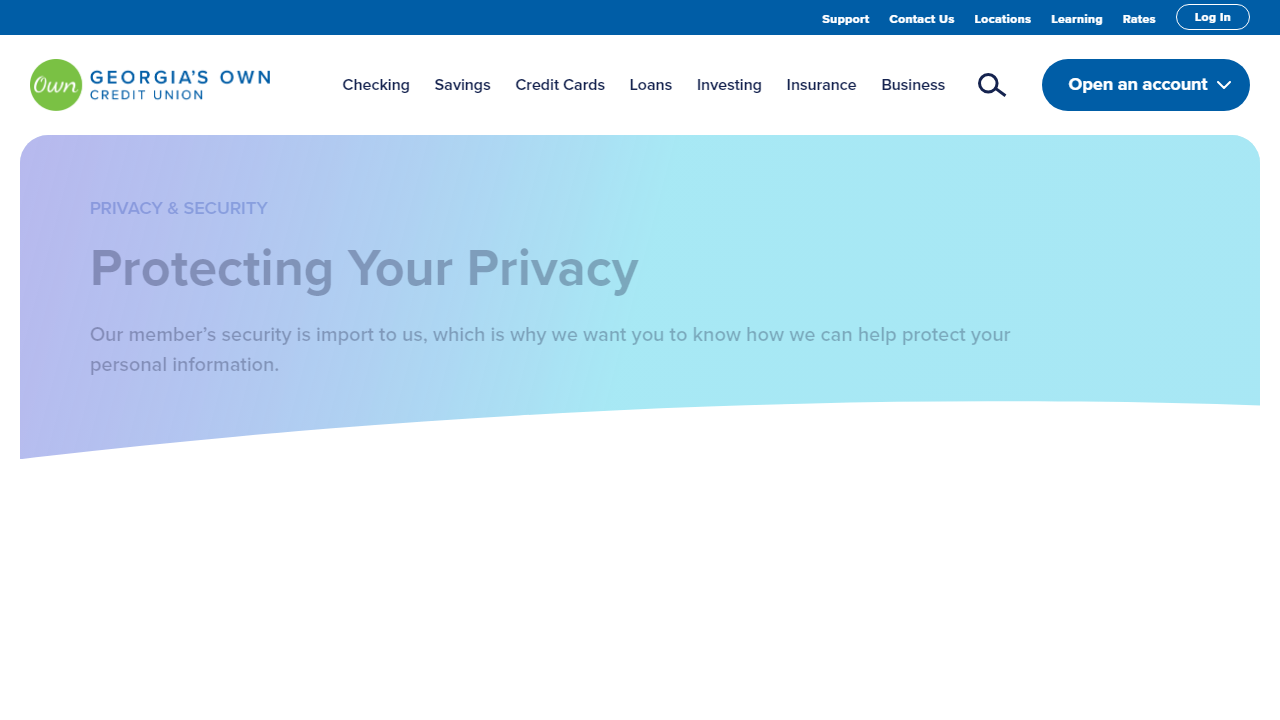 Support Contact Us Locations Learning Rates Log In
Own GEORGIA'S OWN
CREDIT UNION
Checking Savings Credit Cards Loans Investing Insurance Business Open an account
PRIVACY & SECURITY
Protecting Your Privacy
Our member’s security is import to us, which is why we want you to know how we can help protect your
personal information.